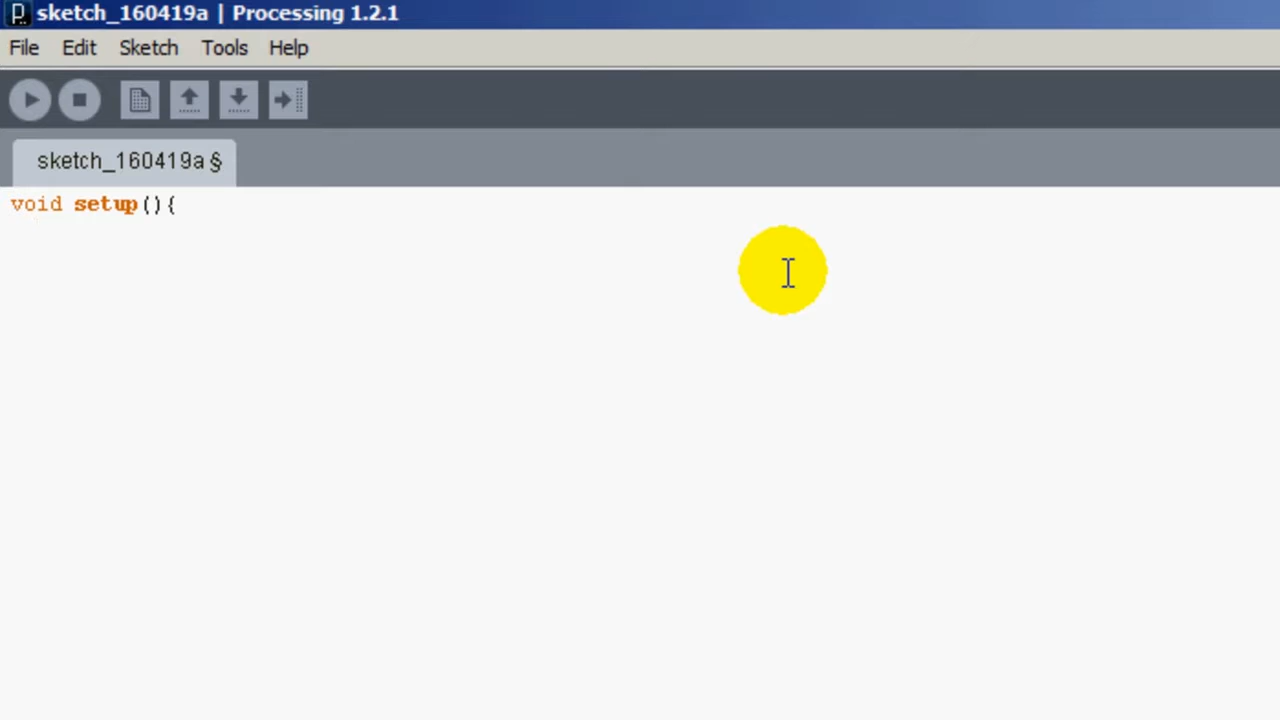 sketch_160419a | Processing 1.2.1
File Edit Sketch Tools Help
sketch_160419a §
void setup(){